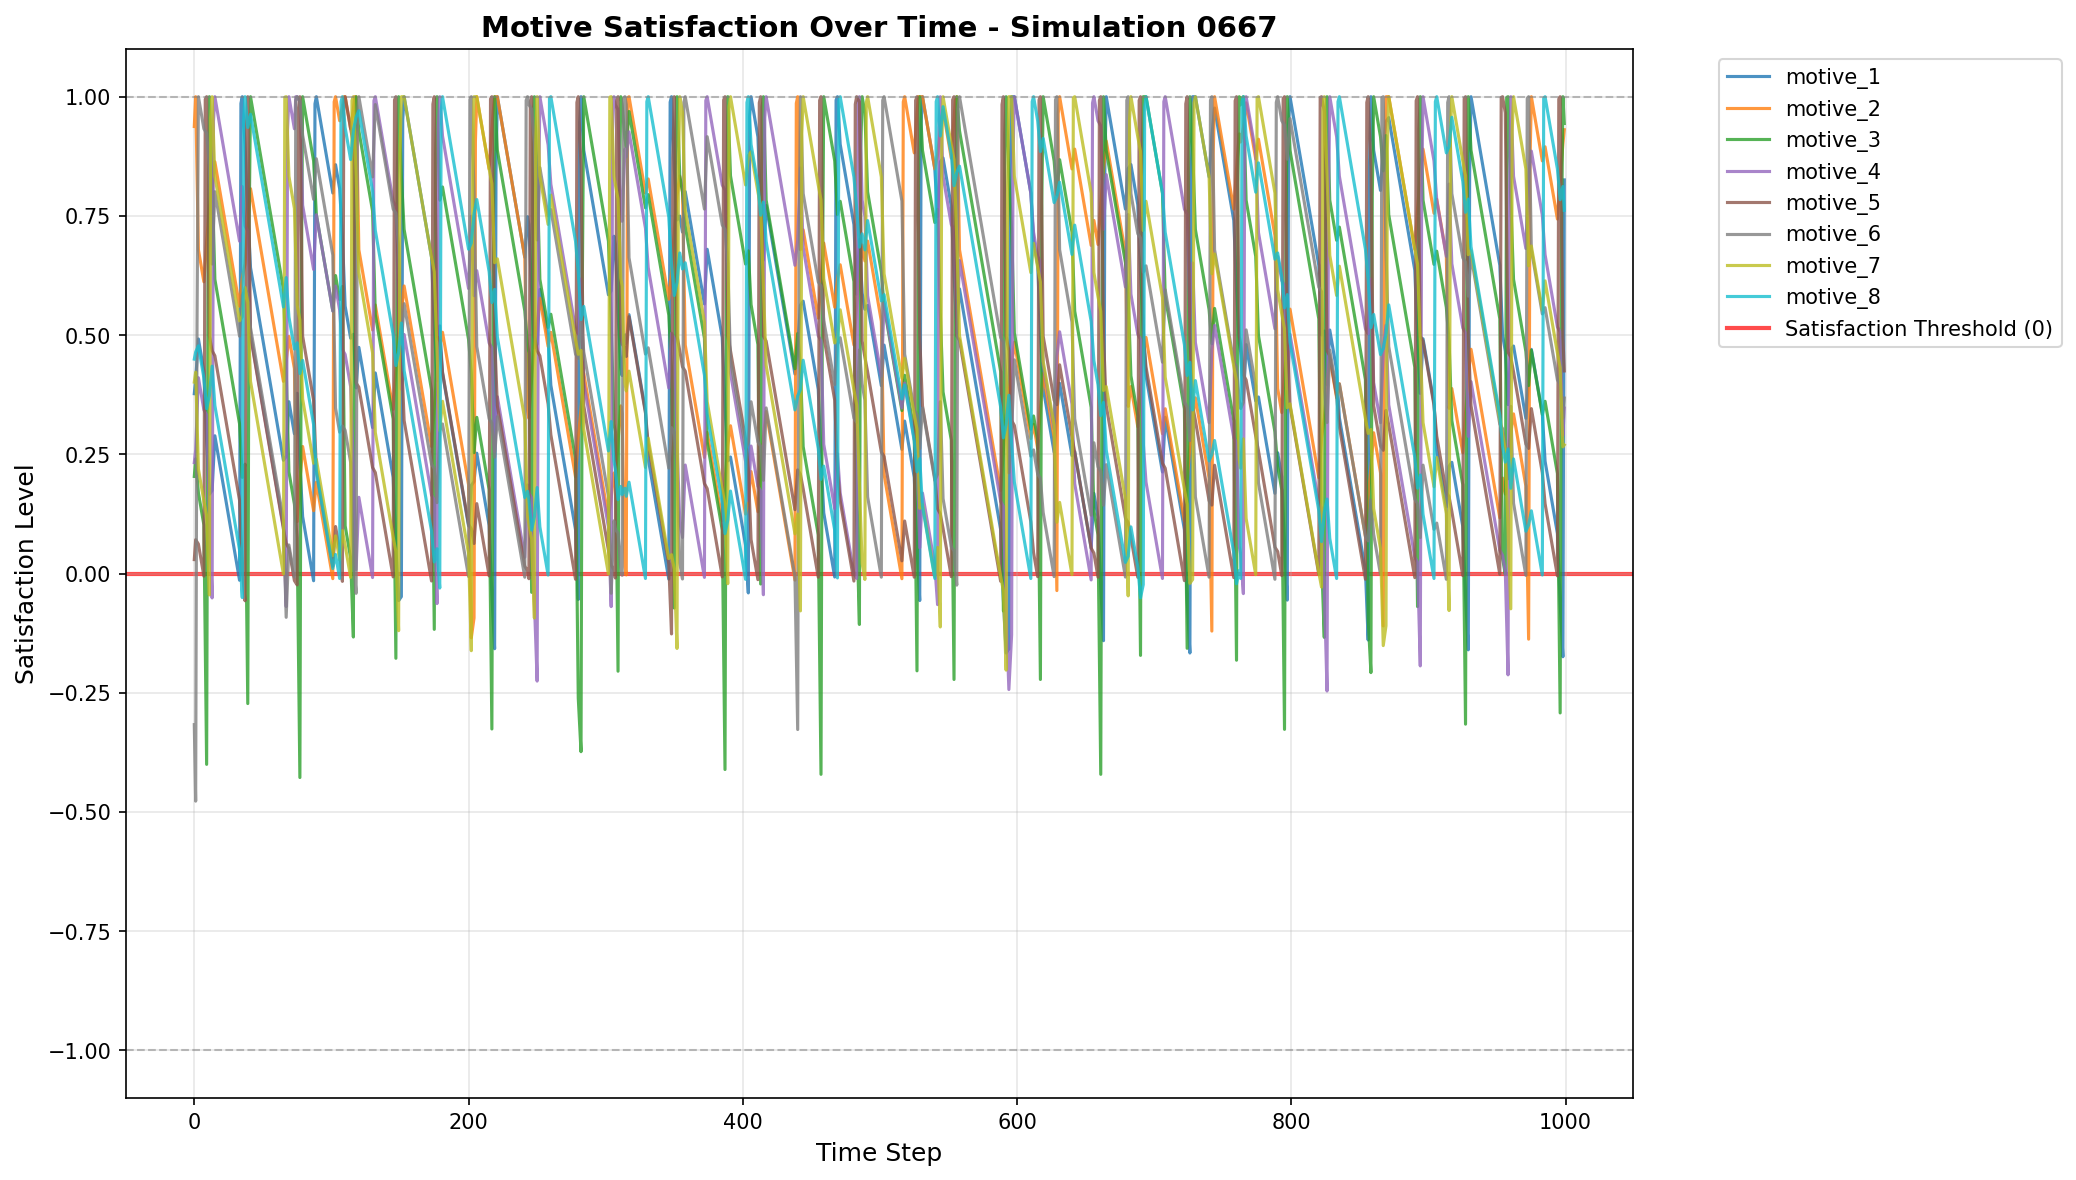 Motive Satisfaction Over Time - Simulation 0667
Satisfaction Level
1.00
0.75
0.50
0.25
0.00
−0.25
−0.50
−0.75
−1.00
0
200
400
600
800
1000
Time Step
motive_1
motive_2
motive_3
motive_4
motive_5
motive_6
motive_7
motive_8
Satisfaction Threshold (0)